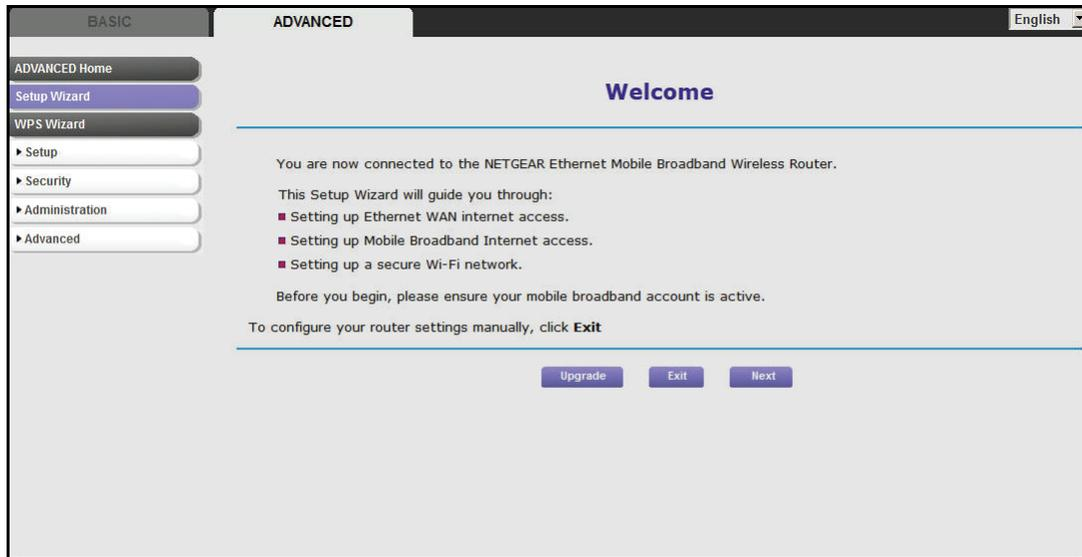 BASIC
ADVANCED
English
ADVANCED Home
Setup Wizard
WPS Wizard
Setup
Security
Administration
Advanced
Welcome
You are now connected to the NETGEAR Ethernet Mobile Broadband Wireless Router.
This Setup Wizard will guide you through:
Setting up Ethernet WAN internet access.
Setting up Mobile Broadband Internet access.
Setting up a secure Wi-Fi network.
Before you begin, please ensure your mobile broadband account is active.
To configure your router settings manually, click Exit
Upgrade
Exit
Next